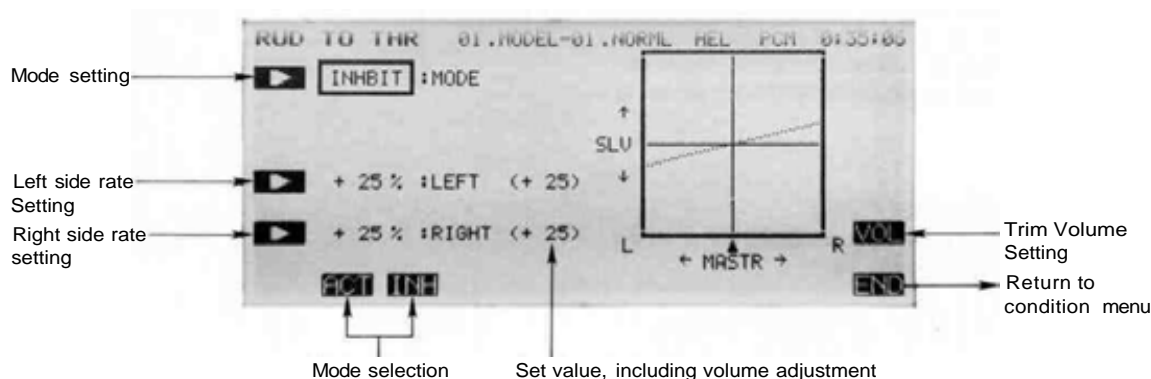 RUD TO THR 01.MODEL-01.NORML HEL PCM 0:35:06
Mode setting
INHBIT :MODE
↑
SLV
↓
Left side rate
Setting
+ 25 % :LEFT (+ 25)
Right side rate
setting
+ 25 % :RIGHT (+ 25)
L
R
← MASTR →
VOL
Trim Volume
Setting
ACT INH
END
Return to
condition menu
Mode selection
Set value, including volume adjustment